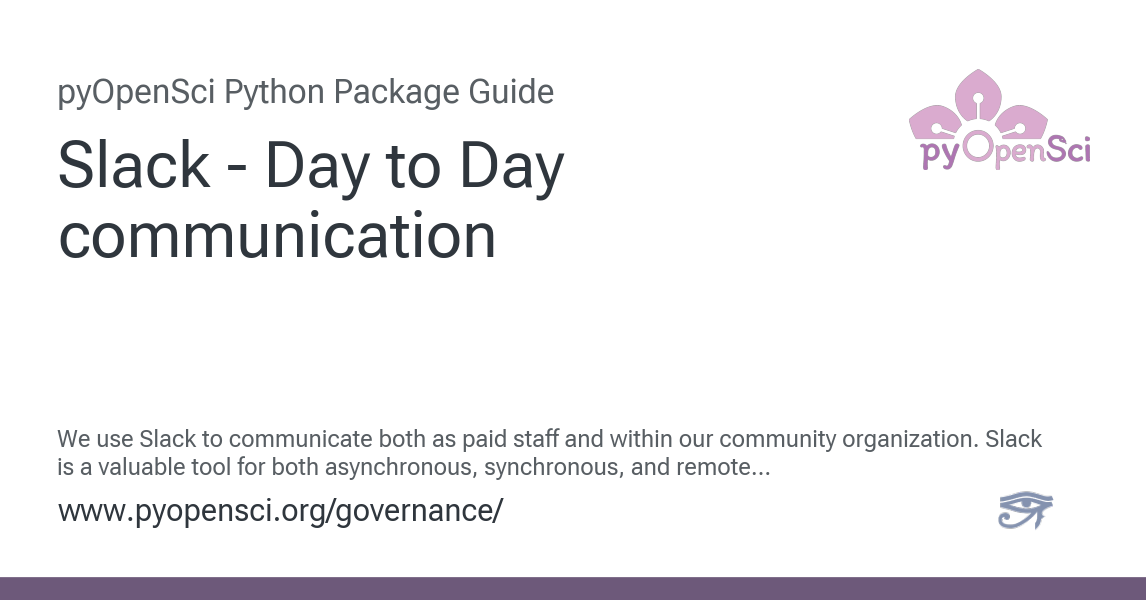 pyOpenSci Python Package Guide
Slack - Day to Day
communication
pyOpenSci
We use Slack to communicate both as paid staff and within our community organization. Slack
is a valuable tool for both asynchronous, synchronous, and remote...
www.pyopensci.org/governance/